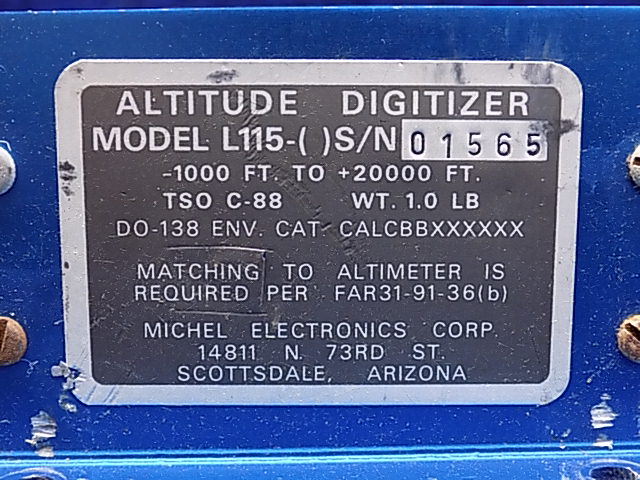 ALTITUDE DIGITIZER
MODEL L115-( ) S/N 01565
-1000 FT. TO +20000 FT.
TSO C-88 WT. 1.0 LB
DO-138 ENV. CAT. CALCBBXXXXXX
MATCHING TO ALTIMETER IS
REQUIRED PER FAR31-91-36(b)
MICHEL ELECTRONICS CORP.
14811 N. 73RD ST.
SCOTTSDALE, ARIZONA